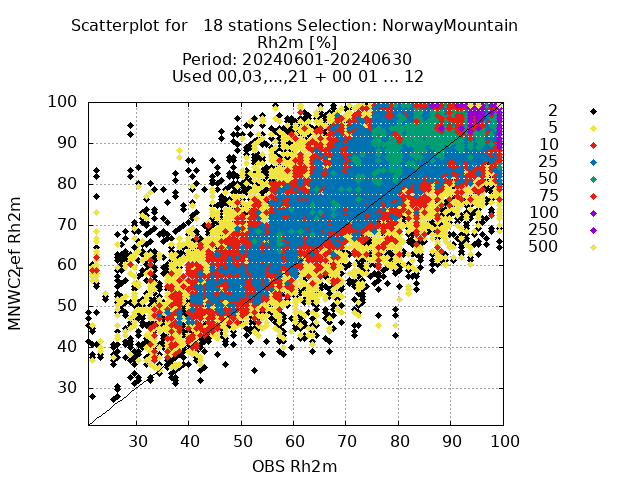 Scatterplot for   18 stations Selection: NorwayMountain
Rh2m [%]
Period: 20240601-20240630
Used 00,03,...,21 + 00 01 ... 12
100
90
80
70
60
50
40
30
30 40 50 60 70 80 90 100
OBS Rh2m
MNWC2ref Rh2m
2
5
10
25
50
75
100
250
500